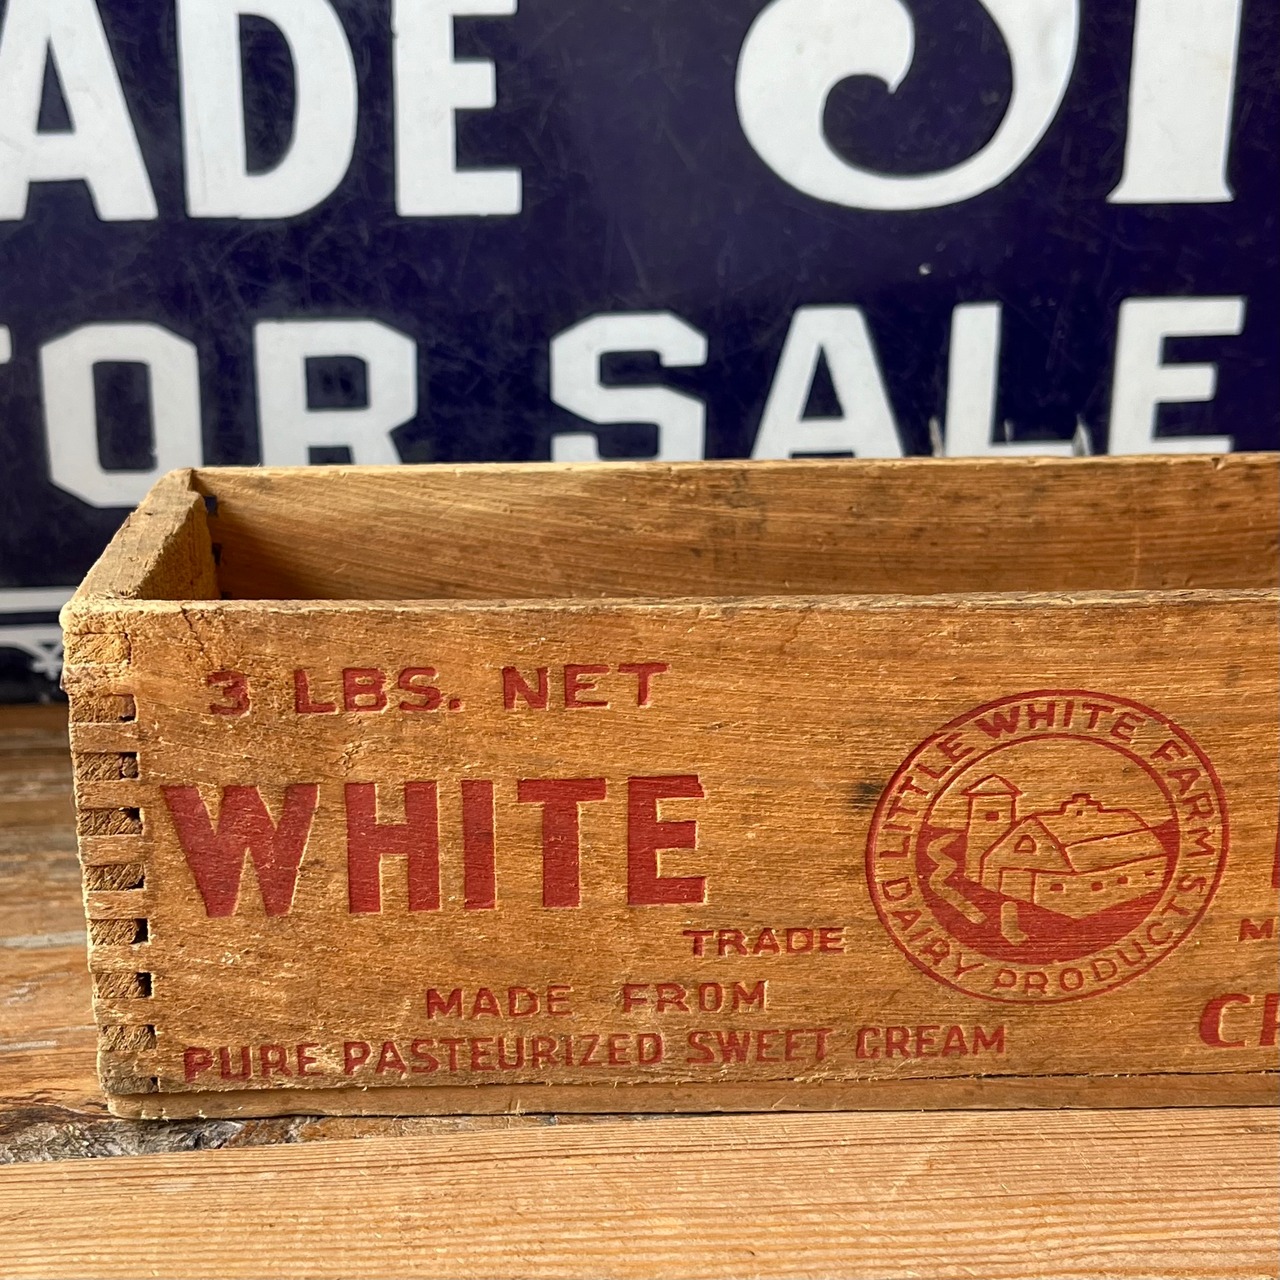 ADE
FOR SALE
3 LBS. NET
WHITE
LITTLE WHITE FARMS
DAIRY PRODUCTS
TRADE
MADE FROM
PURE PASTEURIZED SWEET CREAM